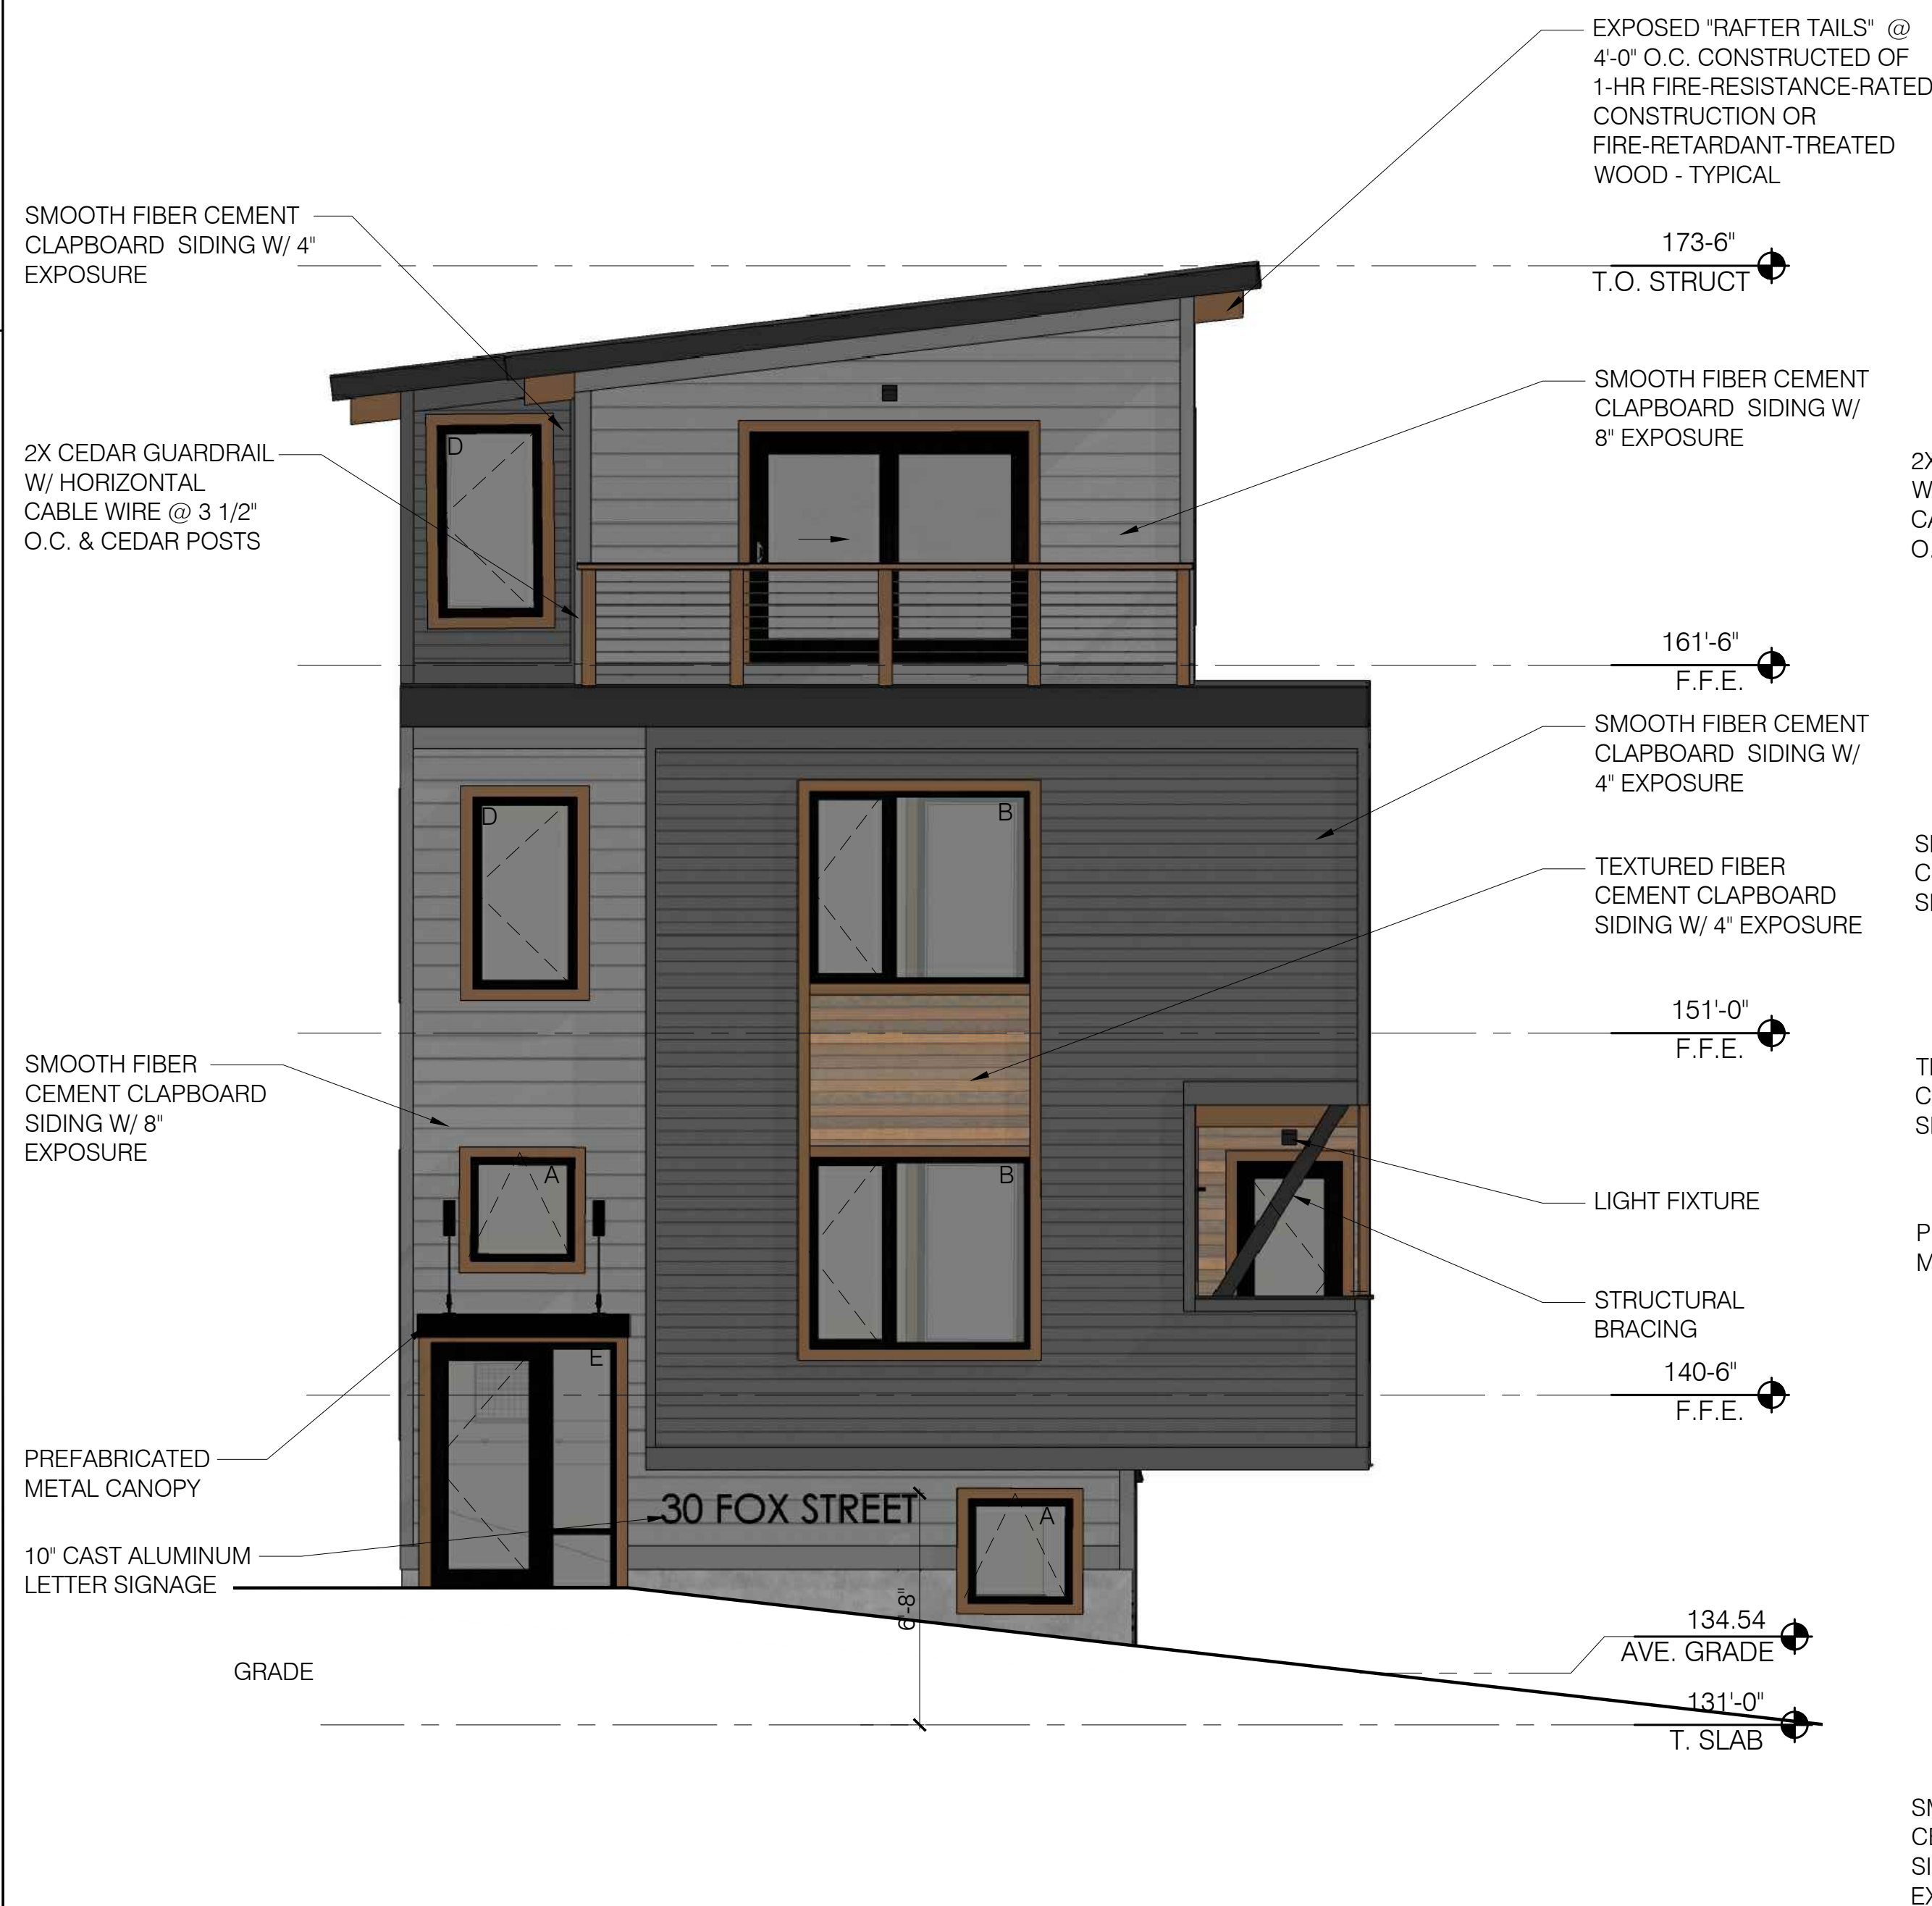 EXPOSED "RAFTER TAILS" @
4'-0" O.C. CONSTRUCTED OF
1-HR FIRE-RESISTANCE-RATED
CONSTRUCTION OR
FIRE-RETARDANT-TREATED
WOOD - TYPICAL
SMOOTH FIBER CEMENT
CLAPBOARD SIDING W/ 4"
EXPOSURE
173-6"
T.O. STRUCT
SMOOTH FIBER CEMENT
CLAPBOARD SIDING W/
8" EXPOSURE
2X CEDAR GUARDRAIL
W/ HORIZONTAL
CABLE WIRE @ 3 1/2"
O.C. & CEDAR POSTS
D
161'-6"
F.F.E.
SMOOTH FIBER CEMENT
CLAPBOARD SIDING W/
4" EXPOSURE
D
B
TEXTURED FIBER
CEMENT CLAPBOARD
SIDING W/ 4" EXPOSURE
151'-0"
F.F.E.
SMOOTH FIBER
CEMENT CLAPBOARD
SIDING W/ 8"
EXPOSURE
A
B
LIGHT FIXTURE
STRUCTURAL
BRACING
E
140-6"
F.F.E.
PREFABRICATED
METAL CANOPY
30 FOX STREET
A
10" CAST ALUMINUM
LETTER SIGNAGE
6'-8"
134.54
AVE. GRADE
GRADE
131'-0"
T. SLAB
2X
W
CA
O.